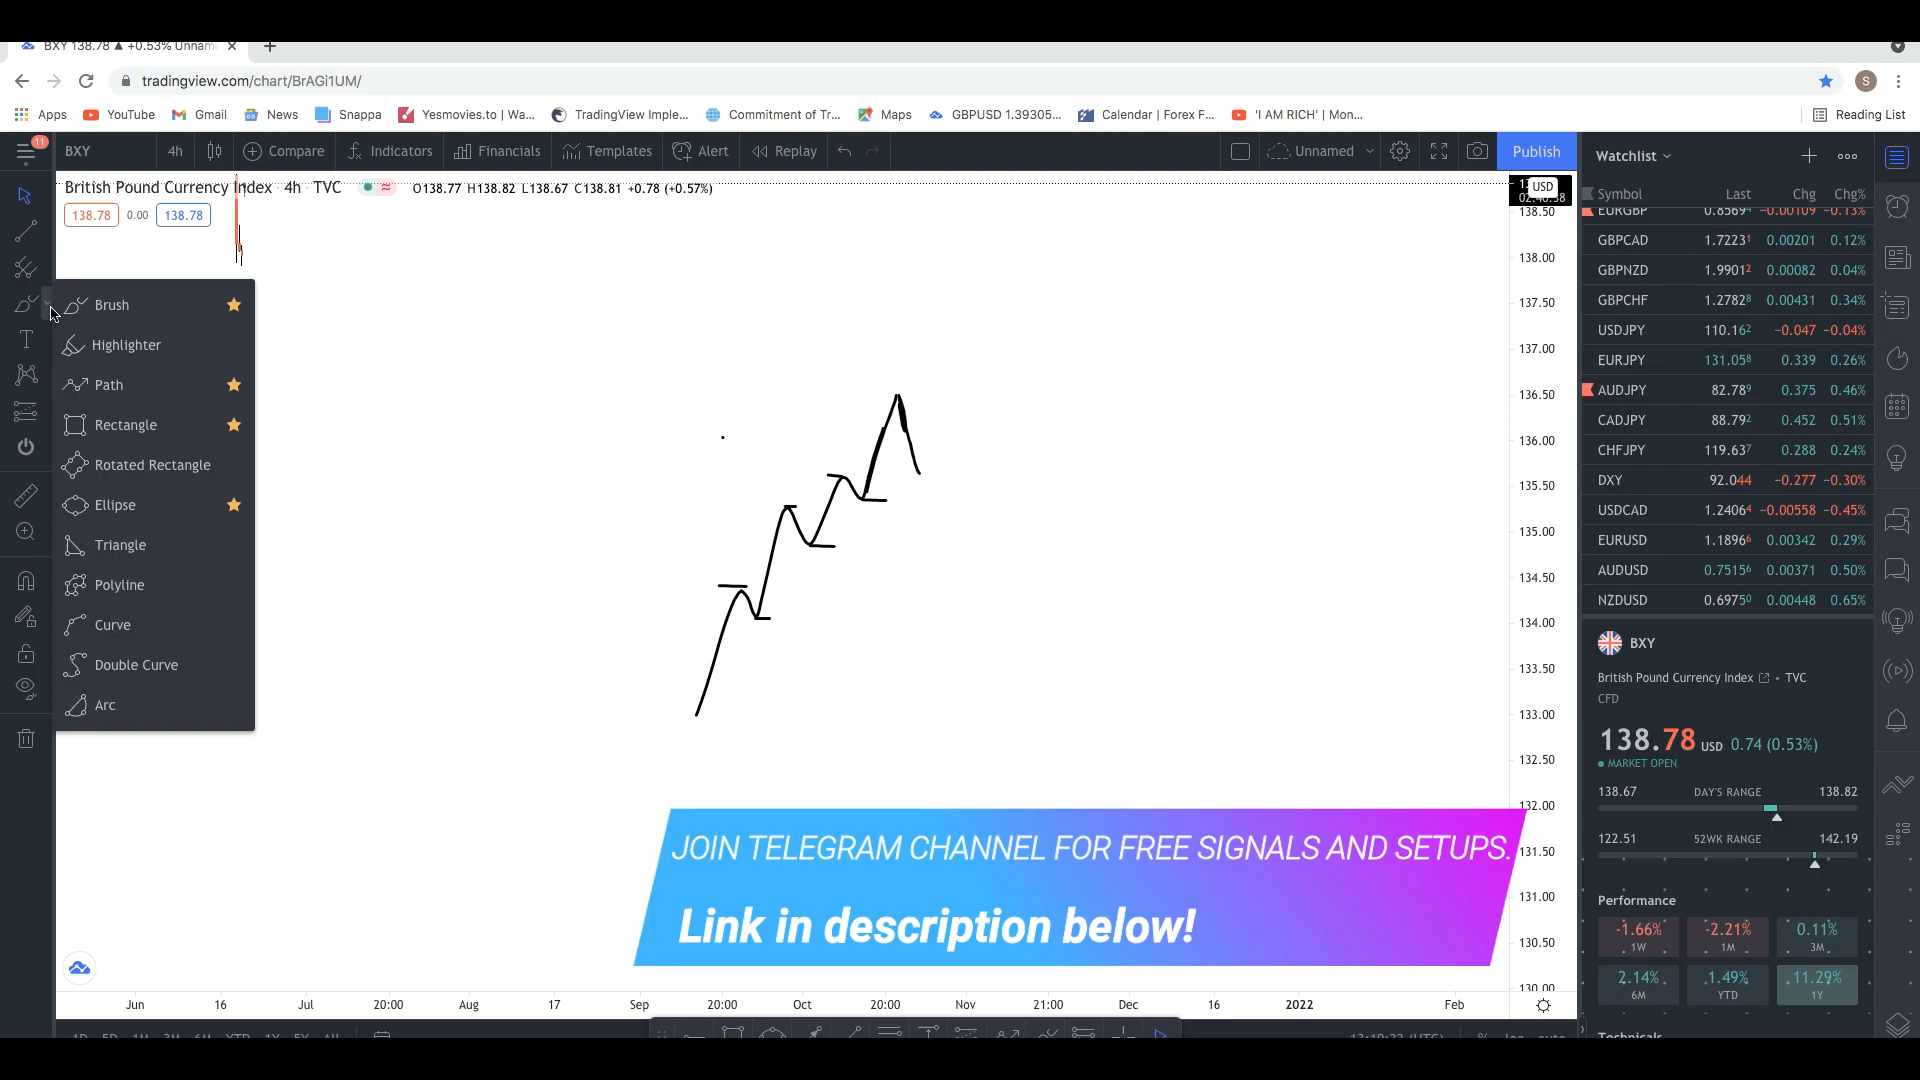 BXY 138.78 ▲ +0.53% Unnam
tradingview.com/chart/BrAGi1UM/
S
Apps YouTube Gmail News Snappa Yesmovies.to | Wa... TradingView Imple... Commitment of Tr... Maps GBPUSD 1.39305... Calendar | Forex F... 'I AM RICH' | Mon... Reading List
11
BXY 4h Compare Indicators Financials Templates Alert Replay Unnamed Publish
British Pound Currency Index · 4h · TVC O138.77 H138.82 L138.67 C138.81 +0.78 (+0.57%)
138.78 0.00 138.78
Brush
Highlighter
Path
Rectangle
Rotated Rectangle
Ellipse
Triangle
Polyline
Curve
Double Curve
Arc
USD
138.50
138.00
137.50
137.00
136.50
136.00
135.50
135.00
134.50
134.00
133.50
133.00
132.50
132.00
131.50
131.00
130.50
130.00
JOIN TELEGRAM CHANNEL FOR FREE SIGNALS AND SETUPS.
Link in description below!
Jun 16 Jul 20:00 Aug 17 Sep 20:00 Oct 20:00 Nov 21:00 Dec 16 2022 Feb
Watchlist
Symbol Last Chg Chg%
EURGBP 0.8569⁴ −0.00109 −0.13%
GBPCAD 1.7223¹ 0.00201 0.12%
GBPNZD 1.9901² 0.00082 0.04%
GBPCHF 1.2782⁸ 0.00431 0.34%
USDJPY 110.16² −0.047 −0.04%
EURJPY 131.05⁸ 0.339 0.26%
AUDJPY 82.78⁹ 0.375 0.46%
CADJPY 88.79² 0.452 0.51%
CHFJPY 119.63⁷ 0.288 0.24%
DXY 92.044 −0.277 −0.30%
USDCAD 1.2406⁴ −0.00558 −0.45%
EURUSD 1.1896⁶ 0.00342 0.29%
AUDUSD 0.7515⁶ 0.00371 0.50%
NZDUSD 0.6975⁰ 0.00448 0.65%
BXY
British Pound Currency Index • TVC
CFD
138.78 USD 0.74 (0.53%)
MARKET OPEN
138.67 DAY'S RANGE 138.82
122.51 52WK RANGE 142.19
Performance
-1.66% -2.21% 0.11%
1W 1M 3M
2.14% 1.49% 11.29%
6M YTD 1Y